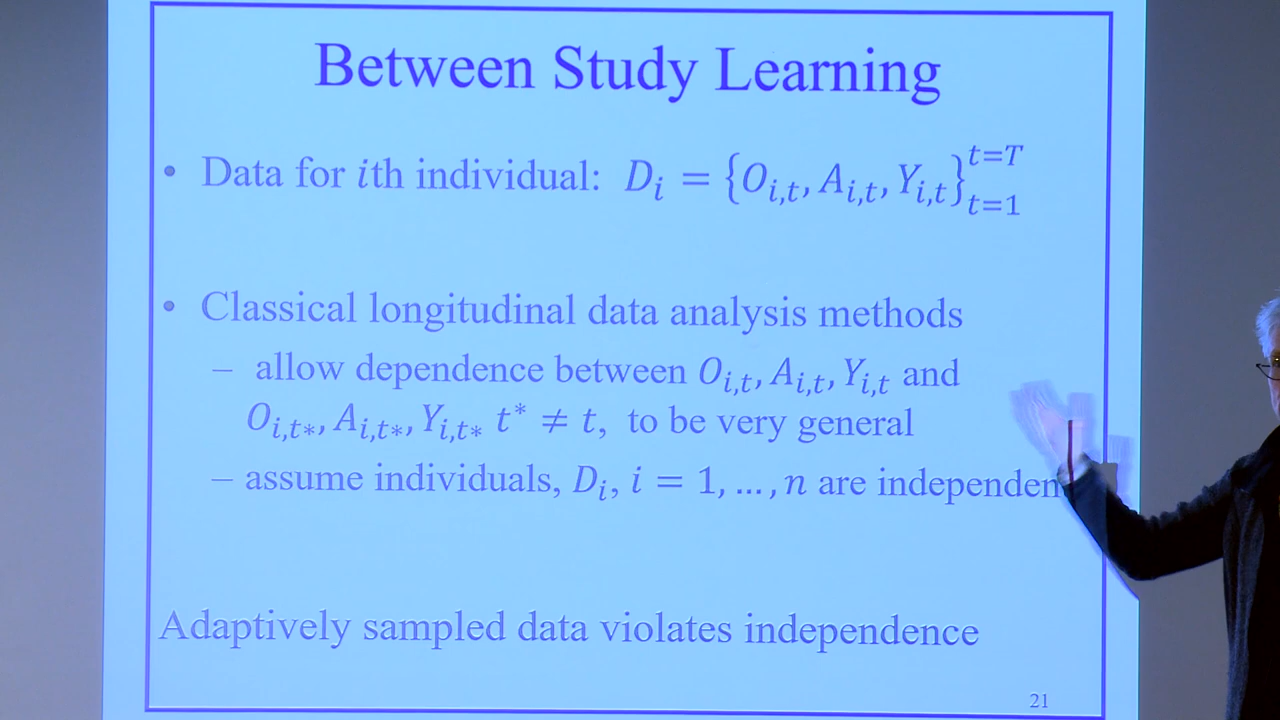 Between Study Learning
• Data for ith individual: D_i = {O_{i,t}, A_{i,t}, Y_{i,t}}_{t=1}^{t=T}
• Classical longitudinal data analysis methods
– allow dependence between O_{i,t}, A_{i,t}, Y_{i,t} and
O_{i,t*}, A_{i,t*}, Y_{i,t*} t* ≠ t, to be very general
– assume individuals, D_i, i = 1, ..., n are independen
Adaptively sampled data violates independence
21